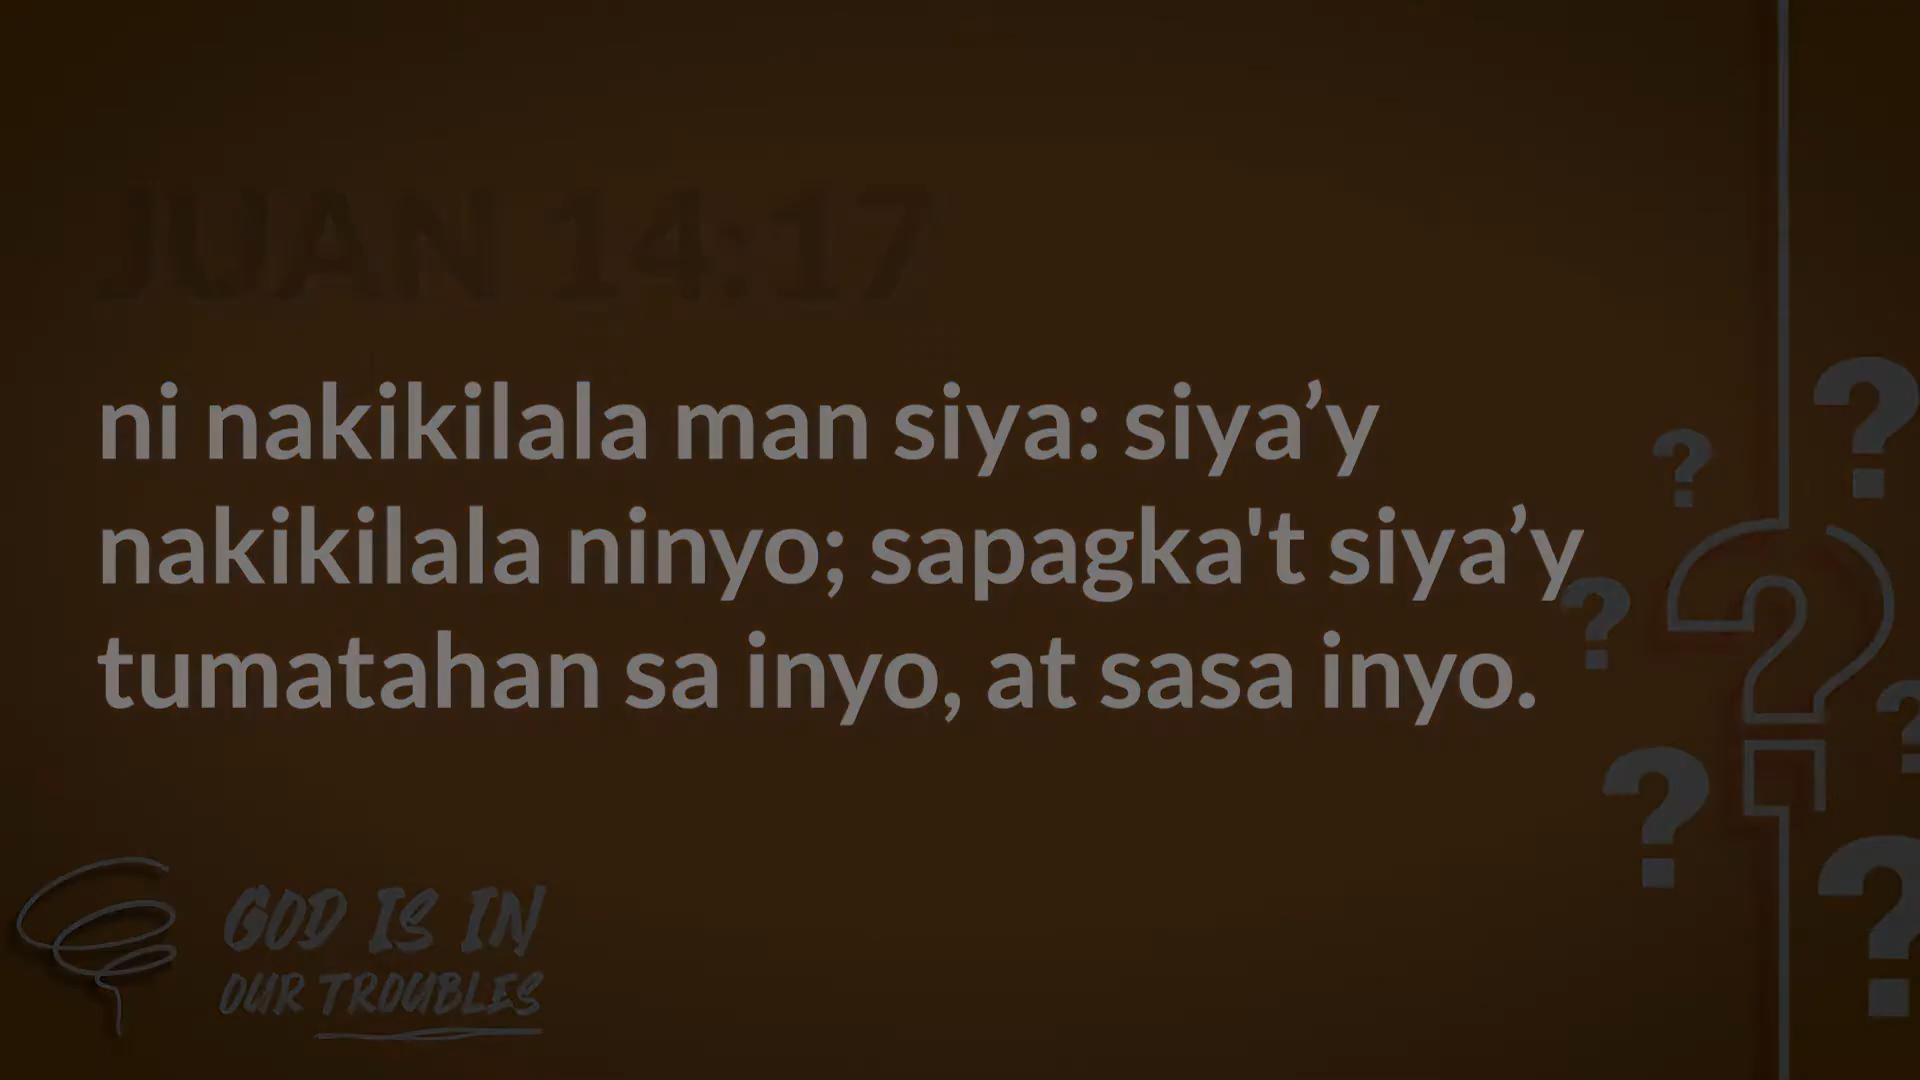 JUAN 14:17
ni nakikilala man siya: siya’y
nakikilala ninyo; sapagka't siya’y
tumatahan sa inyo, at sasa inyo.
GOD IS IN
OUR TROUBLES